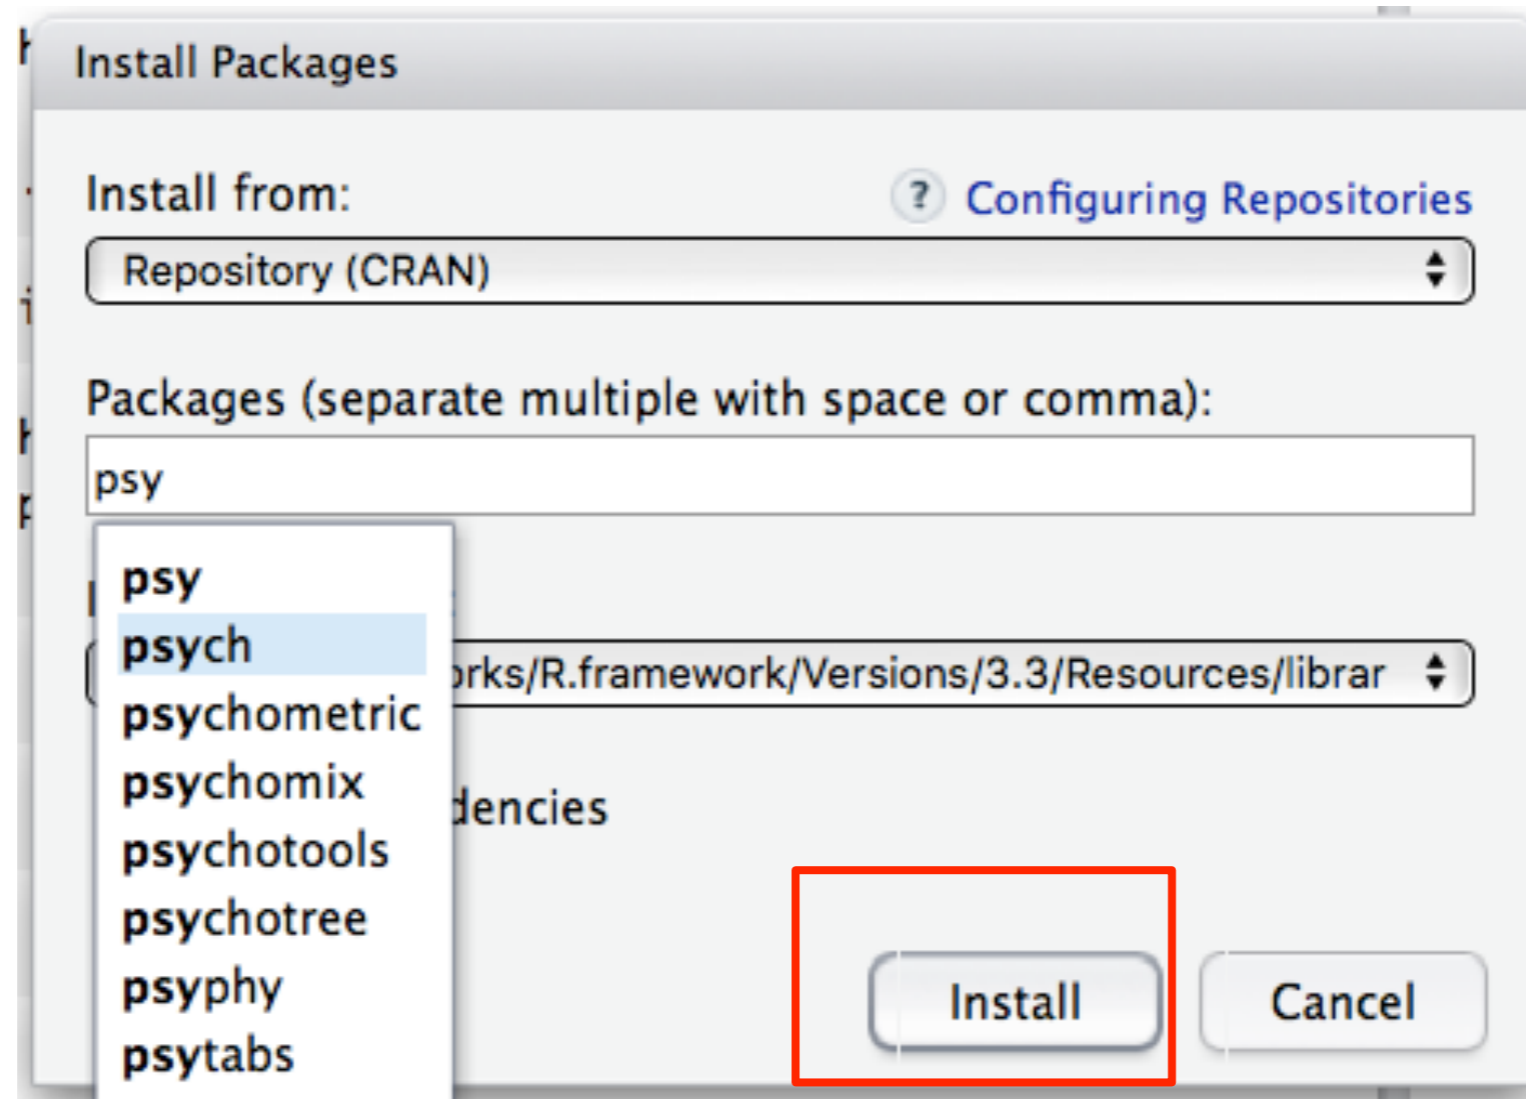 Install Packages
Install from:
? Configuring Repositories
Repository (CRAN)
Packages (separate multiple with space or comma):
psy
psy
psych
orks/R.framework/Versions/3.3/Resources/librar
psychometric
psychomix
dencies
psychotools
psychotree
psyphy
Install
Cancel
psytabs